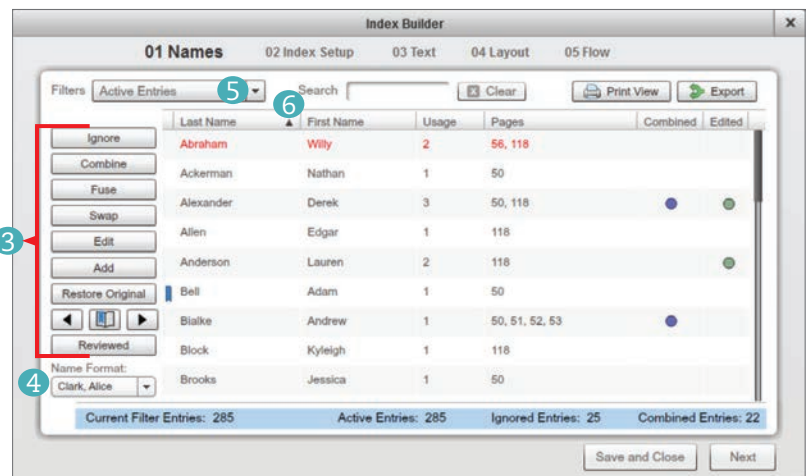 Index Builder x
01 Names 02 Index Setup 03 Text 04 Layout 05 Flow
Filters Active Entries 5 Search 6 Clear Print View Export
Last Name First Name Usage Pages Combined Edited
Ignore
Combine
Fuse
Swap
Edit
Add
Restore Original
Reviewed
3
Name Format:
4 Clark, Alice
Abraham Willy 2 56, 118
Ackerman Nathan 1 50
Alexander Derek 3 50, 118
Allen Edgar 1 118
Anderson Lauren 2 118
Bell Adam 1 50
Bialke Andrew 1 50, 51, 52, 53
Block Kyleigh 1 118
Brooks Jessica 1 50
Current Filter Entries: 285 Active Entries: 285 Ignored Entries: 25 Combined Entries: 22
Save and Close Next